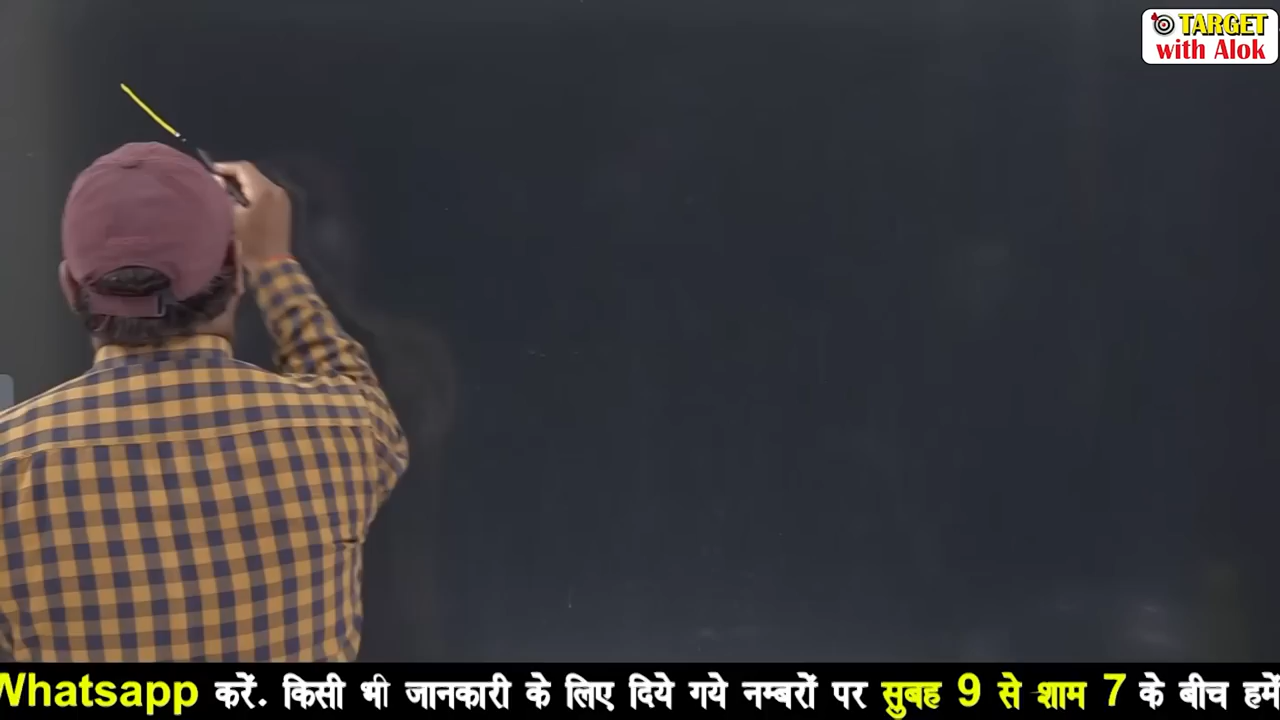 TARGET
with Alok
Whatsapp करें. किसी भी जानकारी के लिए दिये गये नम्बरों पर सुबह 9 से शाम 7 के बीच हमें